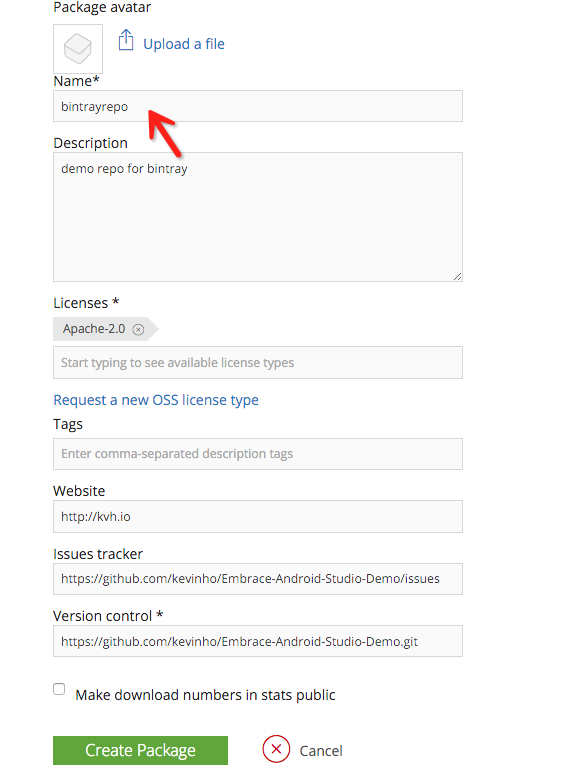 Package avatar
Upload a file
Name*
bintrayrepo
Description
demo repo for bintray
Licenses *
Apache-2.0
Start typing to see available license types
Request a new OSS license type
Tags
Enter comma-separated description tags
Website
http://kvh.io
Issues tracker
https://github.com/kevinho/Embrace-Android-Studio-Demo/issues
Version control *
https://github.com/kevinho/Embrace-Android-Studio-Demo.git
Make download numbers in stats public
Create Package
Cancel